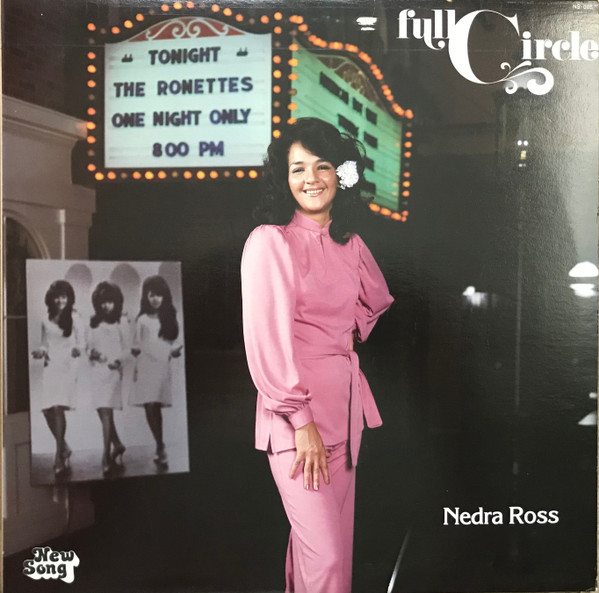 full Circle
" TONIGHT "
THE RONETTES
ONE NIGHT ONLY
8:00 PM
Nedra Ross
New
Song